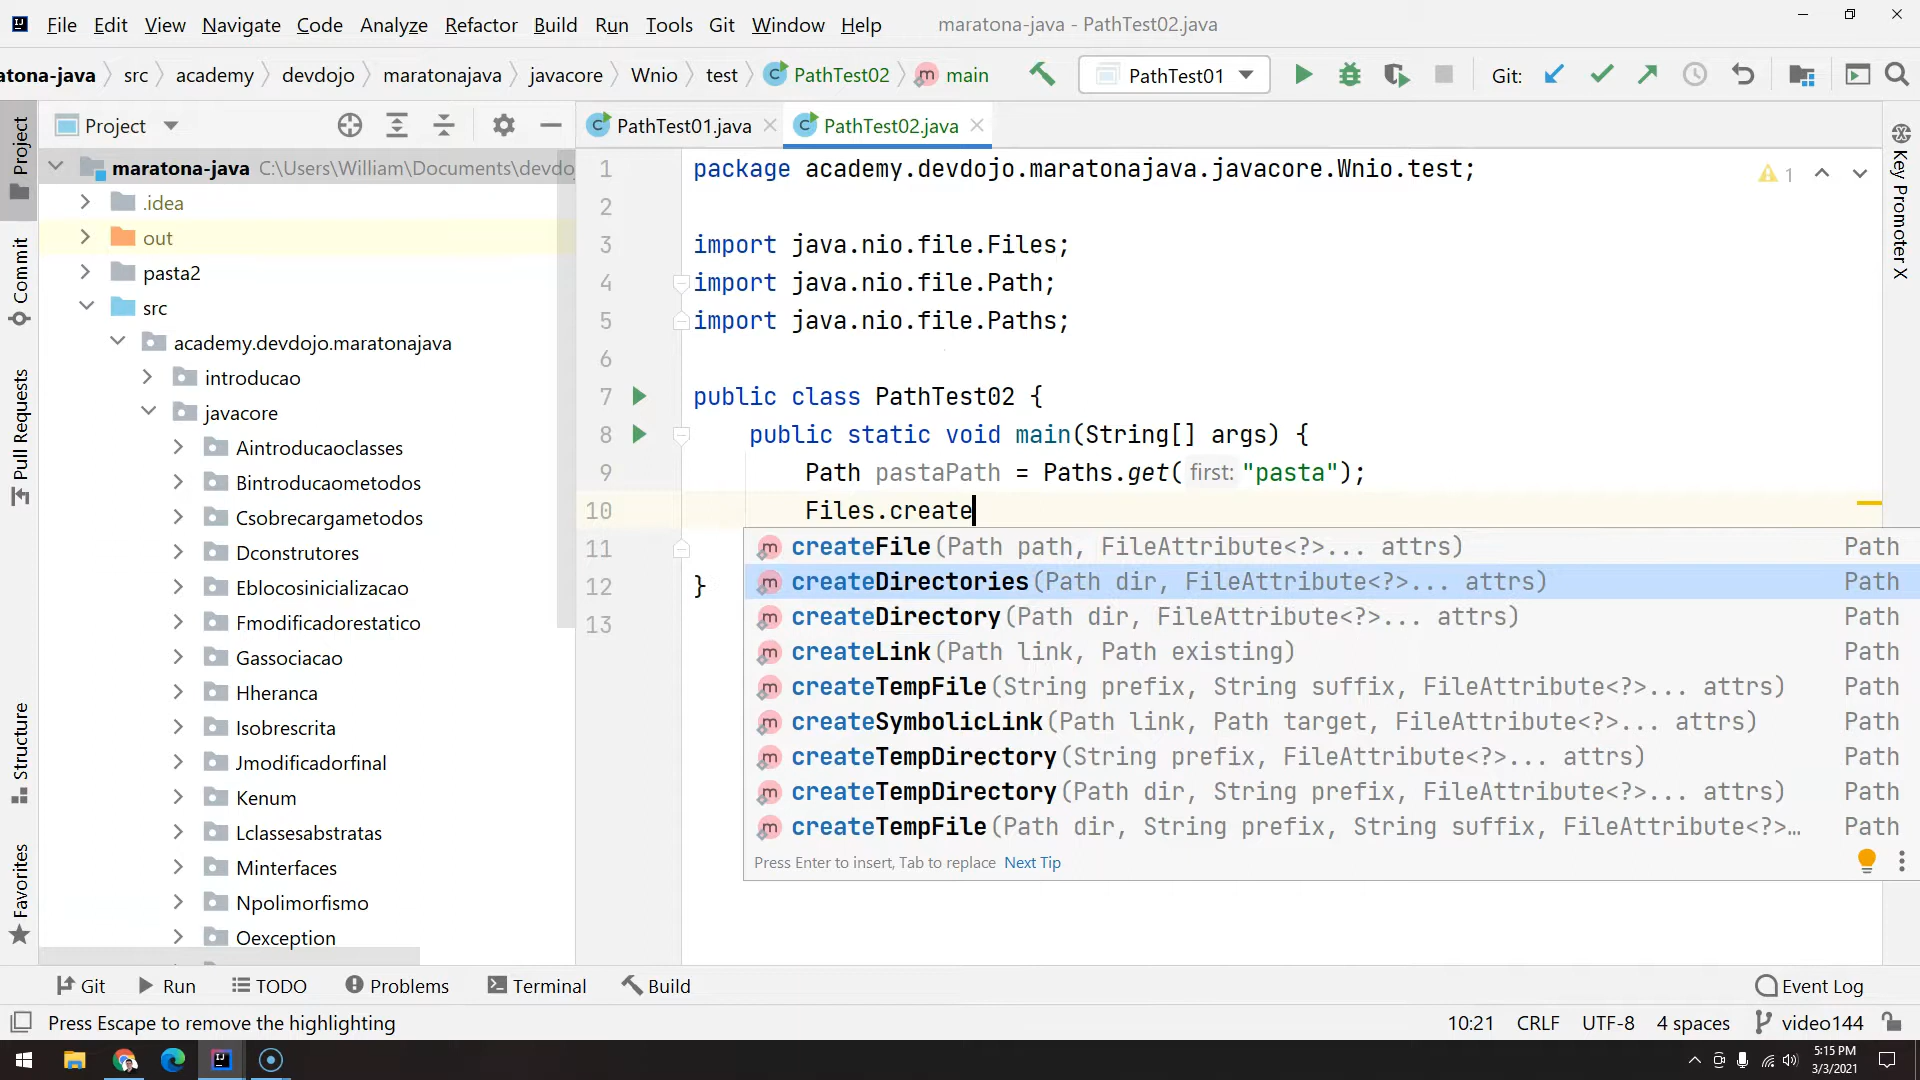 File Edit View Navigate Code Analyze Refactor Build Run Tools Git Window Help maratona-java - PathTest02.java
atona-java src academy devdojo maratonajava javacore Wnio test PathTest02 m main PathTest01 Git:
Project
PathTest01.java PathTest02.java
maratona-java C:\Users\William\Documents\devdo
.idea
out
pasta2
src
academy.devdojo.maratonajava
introducao
javacore
Aintroducaoclasses
Bintroducaometodos
Csobrecargametodos
Dconstrutores
Eblocosinicializacao
Fmodificadorestatico
Gassociacao
Hheranca
Isobrescrita
Jmodificadorfinal
Kenum
Lclassesabstratas
Minterfaces
Npolimorfismo
Oexception
Project
Commit
Pull Requests
Structure
Favorites
1 package academy.devdojo.maratonajava.javacore.Wnio.test;
2
3 import java.nio.file.Files;
4 import java.nio.file.Path;
5 import java.nio.file.Paths;
6
7 public class PathTest02 {
8 public static void main(String[] args) {
9 Path pastaPath = Paths.get( first: "pasta");
10 Files.create
11
12 }
13
1
m createFile(Path path, FileAttribute<?>... attrs) Path
m createDirectories(Path dir, FileAttribute<?>... attrs) Path
m createDirectory(Path dir, FileAttribute<?>... attrs) Path
m createLink(Path link, Path existing) Path
m createTempFile(String prefix, String suffix, FileAttribute<?>... attrs) Path
m createSymbolicLink(Path link, Path target, FileAttribute<?>... attrs) Path
m createTempDirectory(String prefix, FileAttribute<?>... attrs) Path
m createTempDirectory(Path dir, String prefix, FileAttribute<?>... attrs) Path
m createTempFile(Path dir, String prefix, String suffix, FileAttribute<?>… Path
Press Enter to insert, Tab to replace Next Tip
Key Promoter X
Git Run TODO Problems Terminal Build Event Log
Press Escape to remove the highlighting 10:21 CRLF UTF-8 4 spaces video144
5:15 PM
3/3/2021